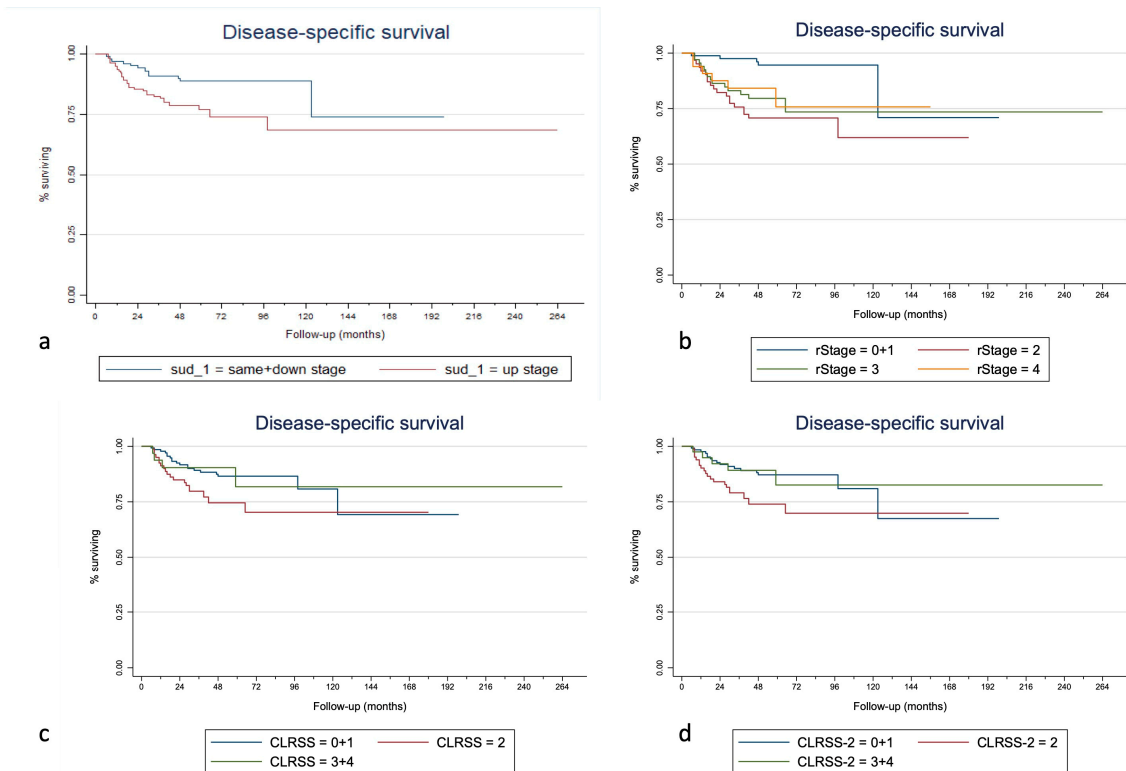 Disease-specific survival
% surviving
1.00
0.75
0.50
0.25
0.00
0 24 48 72 96 120 144 168 192 216 240 264
Follow-up (months)
a
sud_1 = same+down stage sud_1 = up stage
Disease-specific survival
% surviving
1.00
0.75
0.50
0.25
0.00
0 24 48 72 96 120 144 168 192 216 240 264
Follow-up (months)
b
rStage = 0+1 rStage = 2
rStage = 3 rStage = 4
Disease-specific survival
% surviving
1.00
0.75
0.50
0.25
0.00
0 24 48 72 96 120 144 168 192 216 240 264
Follow-up (months)
c
CLRSS = 0+1 CLRSS = 2
CLRSS = 3+4
Disease-specific survival
% surviving
1.00
0.75
0.50
0.25
0.00
0 24 48 72 96 120 144 168 192 216 240 264
Follow-up (months)
d
CLRSS-2 = 0+1 CLRSS-2 = 2
CLRSS-2 = 3+4